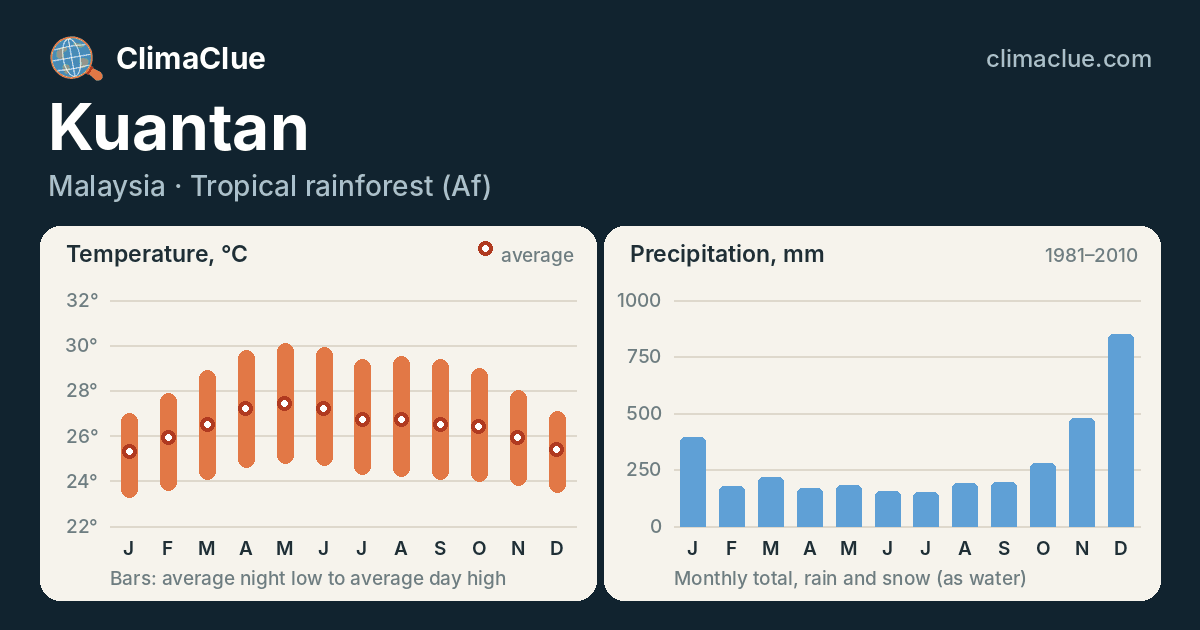 ClimaClue
climaclue.com
Kuantan
Malaysia · Tropical rainforest (Af)
Temperature, °C
average
32°
30°
28°
26°
24°
22°
J F M A M J J A S O N D
Bars: average night low to average day high
Precipitation, mm
1981–2010
1000
750
500
250
0
J F M A M J J A S O N D
Monthly total, rain and snow (as water)